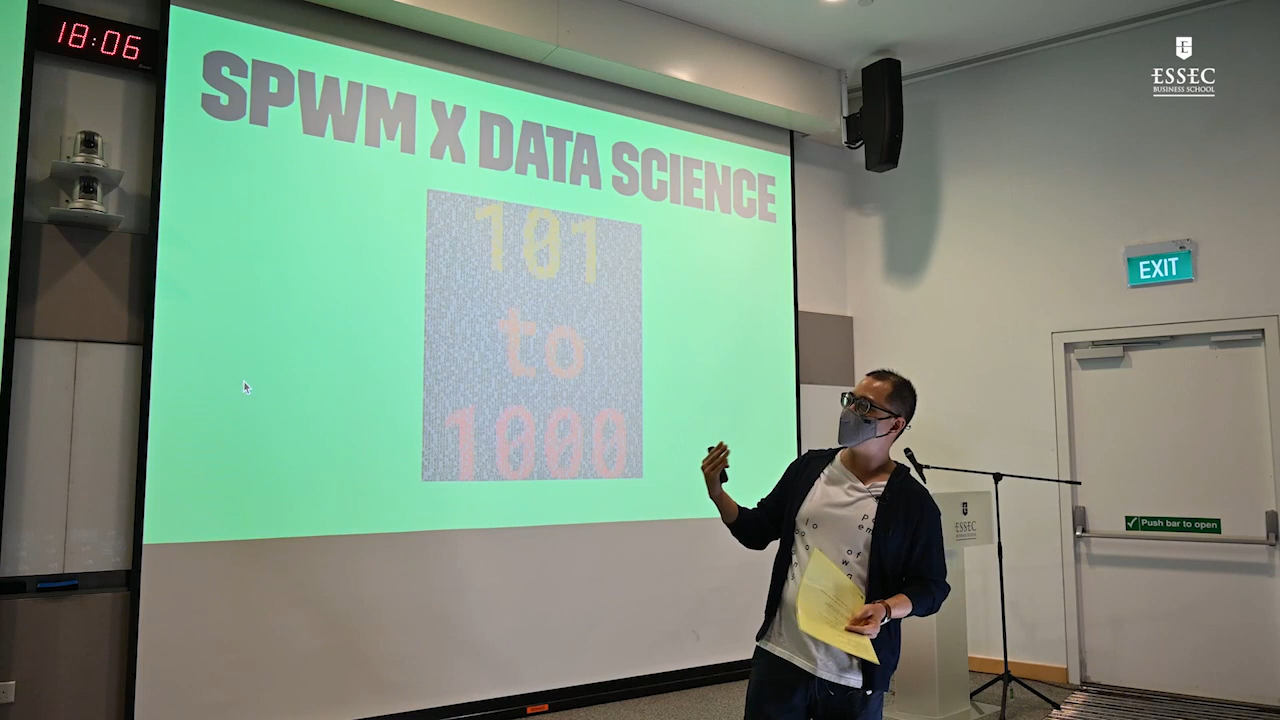 18:06
ESSEC
BUSINESS SCHOOL
SPWM X DATA SCIENCE
101
to
1000
EXIT
Push bar to open
ESSEC